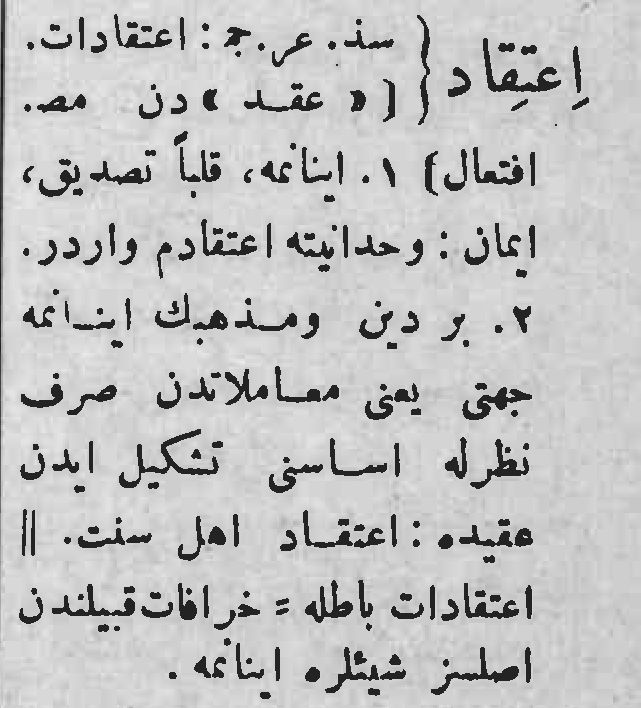 اِعتِقاد { سذ. عر. جـ : اعتقادات.
[ « عقد » دن مصـ.
افتعال ] ١. اينانمه، قلباً تصديق،
ايمان : وحدانيته اعتقادم واردر.
٢. بر دين ومذهبك اينانمه
جهتى يعنى معاملاتدن صرف
نظرله اساسنى تشكيل ايدن
عقيده : اعتقاد اهل سنت. ||
اعتقادات باطله = خرافات قبيلندن
اصلسز شيئلره اينانمه .